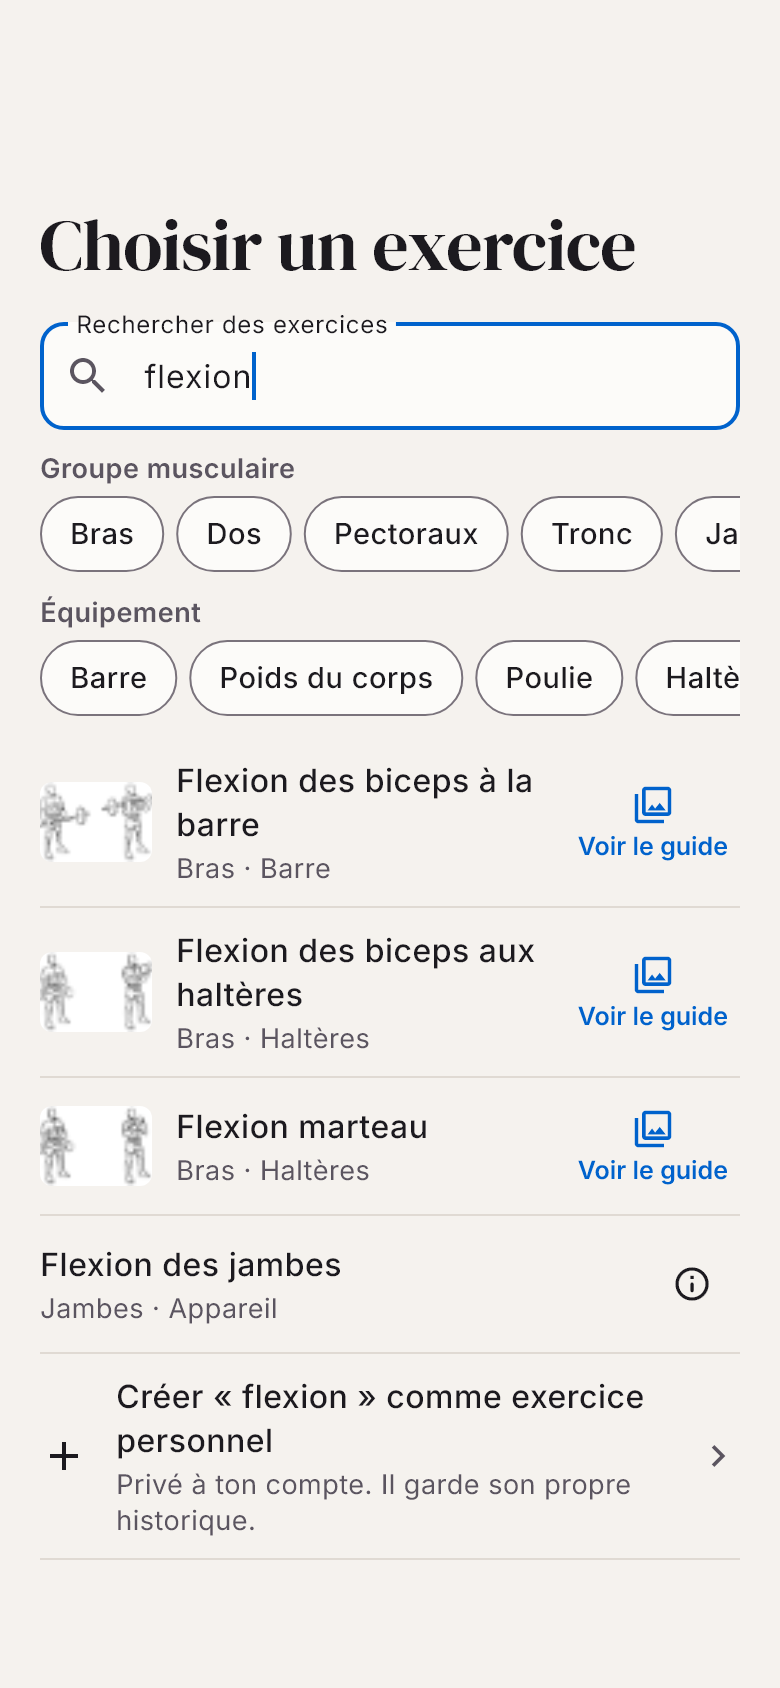 Choisir un exercice
Rechercher des exercices
flexion
Groupe musculaire
Bras
Dos
Pectoraux
Tronc
Ja
Équipement
Barre
Poids du corps
Poulie
Haltè
Flexion des biceps à la
barre
Bras · Barre
Voir le guide
Flexion des biceps aux
haltères
Bras · Haltères
Voir le guide
Flexion marteau
Bras · Haltères
Voir le guide
Flexion des jambes
Jambes · Appareil
Créer « flexion » comme exercice
personnel
Privé à ton compte. Il garde son propre
historique.